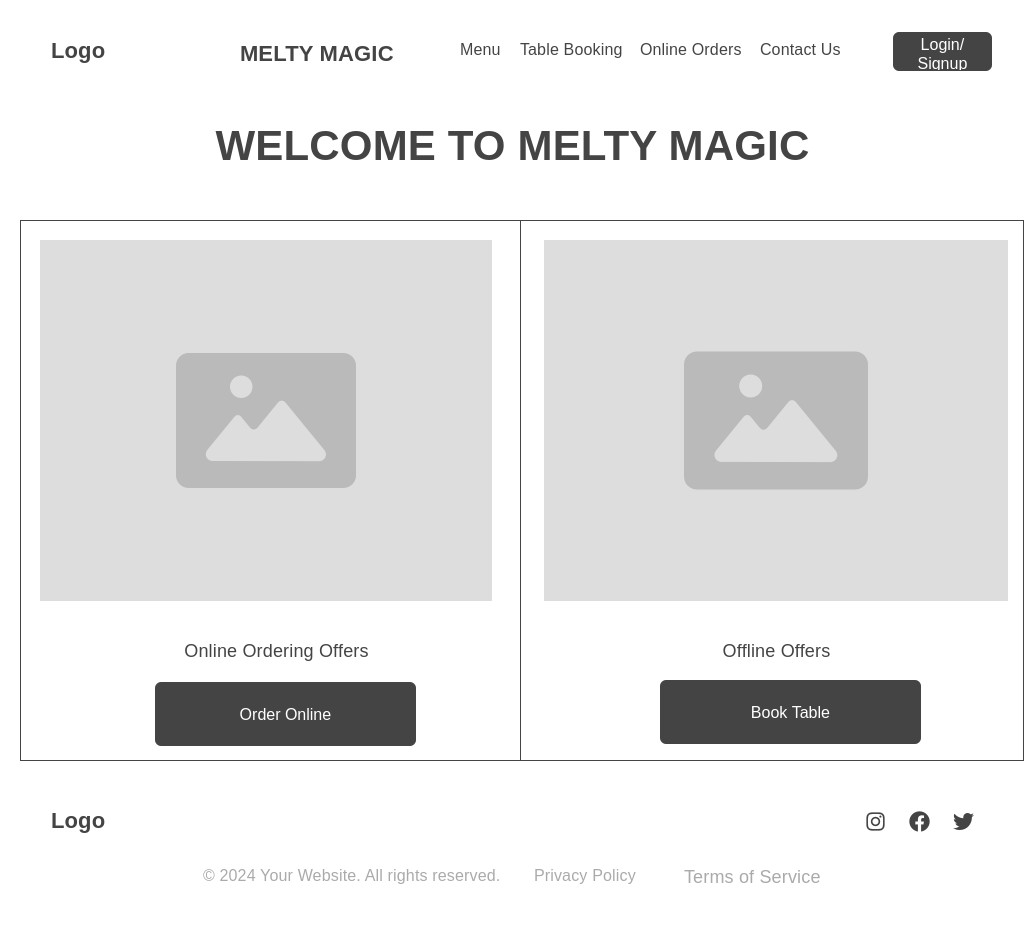 Logo
MELTY MAGIC
Menu
Table Booking
Online Orders
Contact Us
Login/
Signup
WELCOME TO MELTY MAGIC
Online Ordering Offers
Offline Offers
Order Online
Book Table
Logo
© 2024 Your Website. All rights reserved.
Privacy Policy
Terms of Service